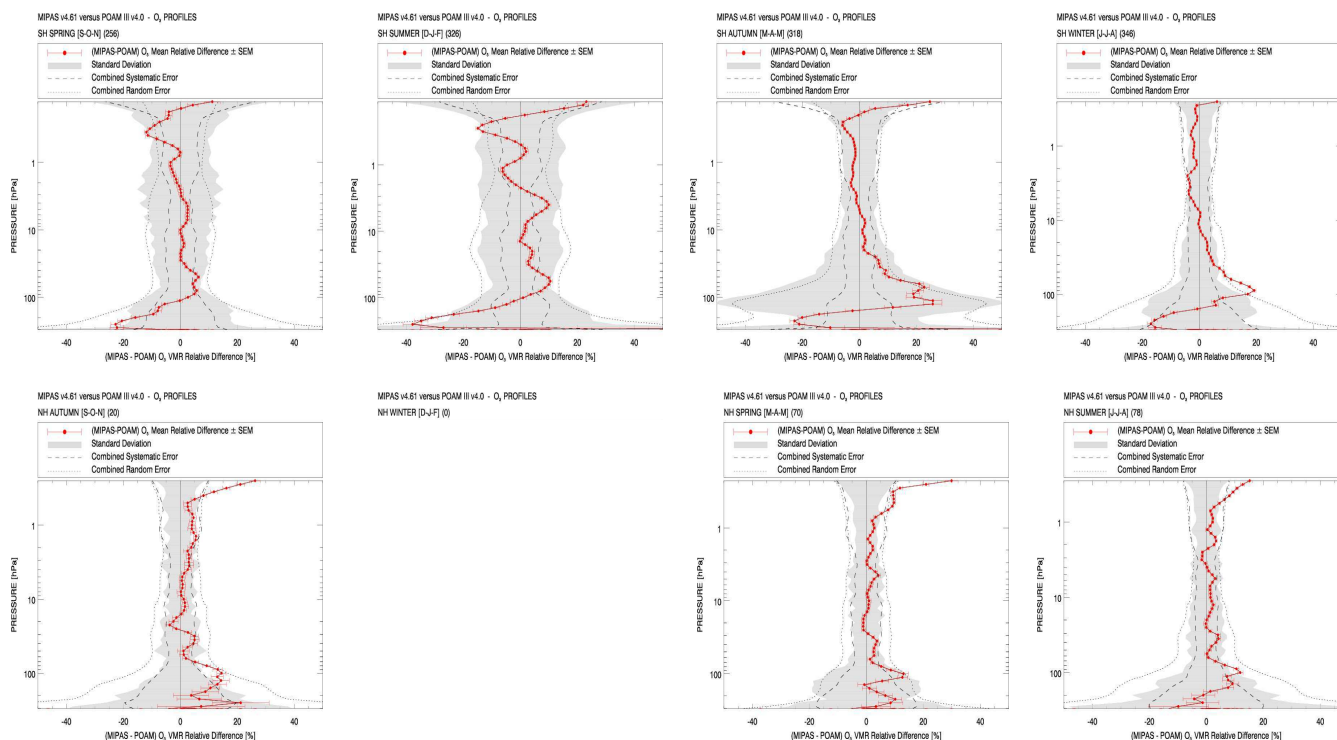 MIPAS v4.61 versus POAM III v4.0 - O₃ PROFILES
SH SPRING [S-O-N] (256)
(MIPAS-POAM) O₃ Mean Relative Difference ± SEM
Standard Deviation
Combined Systematic Error
Combined Random Error
PRESSURE [hPa]
1
10
100
-40 -20 0 20 40
(MIPAS - POAM) O₃ VMR Relative Difference [%]
MIPAS v4.61 versus POAM III v4.0 - O₃ PROFILES
SH SUMMER [D-J-F] (326)
(MIPAS-POAM) O₃ Mean Relative Difference ± SEM
Standard Deviation
Combined Systematic Error
Combined Random Error
PRESSURE [hPa]
1
10
100
-40 -20 0 20 40
(MIPAS - POAM) O₃ VMR Relative Difference [%]
MIPAS v4.61 versus POAM III v4.0 - O₃ PROFILES
SH AUTUMN [M-A-M] (318)
(MIPAS-POAM) O₃ Mean Relative Difference ± SEM
Standard Deviation
Combined Systematic Error
Combined Random Error
PRESSURE [hPa]
1
10
100
-40 -20 0 20 40
(MIPAS - POAM) O₃ VMR Relative Difference [%]
MIPAS v4.61 versus POAM III v4.0 - O₃ PROFILES
SH WINTER [J-J-A] (346)
(MIPAS-POAM) O₃ Mean Relative Difference ± SEM
Standard Deviation
Combined Systematic Error
Combined Random Error
PRESSURE [hPa]
1
10
100
-40 -20 0 20 40
(MIPAS - POAM) O₃ VMR Relative Difference [%]
MIPAS v4.61 versus POAM III v4.0 - O₃ PROFILES
NH AUTUMN [S-O-N] (20)
(MIPAS-POAM) O₃ Mean Relative Difference ± SEM
Standard Deviation
Combined Systematic Error
Combined Random Error
PRESSURE [hPa]
1
10
100
-40 -20 0 20 40
(MIPAS - POAM) O₃ VMR Relative Difference [%]
MIPAS v4.61 versus POAM III v4.0 - O₃ PROFILES
NH WINTER [D-J-F] (0)
MIPAS v4.61 versus POAM III v4.0 - O₃ PROFILES
NH SPRING [M-A-M] (70)
(MIPAS-POAM) O₃ Mean Relative Difference ± SEM
Standard Deviation
Combined Systematic Error
Combined Random Error
PRESSURE [hPa]
1
10
100
-40 -20 0 20 40
(MIPAS - POAM) O₃ VMR Relative Difference [%]
MIPAS v4.61 versus POAM III v4.0 - O₃ PROFILES
NH SUMMER [J-J-A] (78)
(MIPAS-POAM) O₃ Mean Relative Difference ± SEM
Standard Deviation
Combined Systematic Error
Combined Random Error
PRESSURE [hPa]
1
10
100
-40 -20 0 20 40
(MIPAS - POAM) O₃ VMR Relative Difference [%]